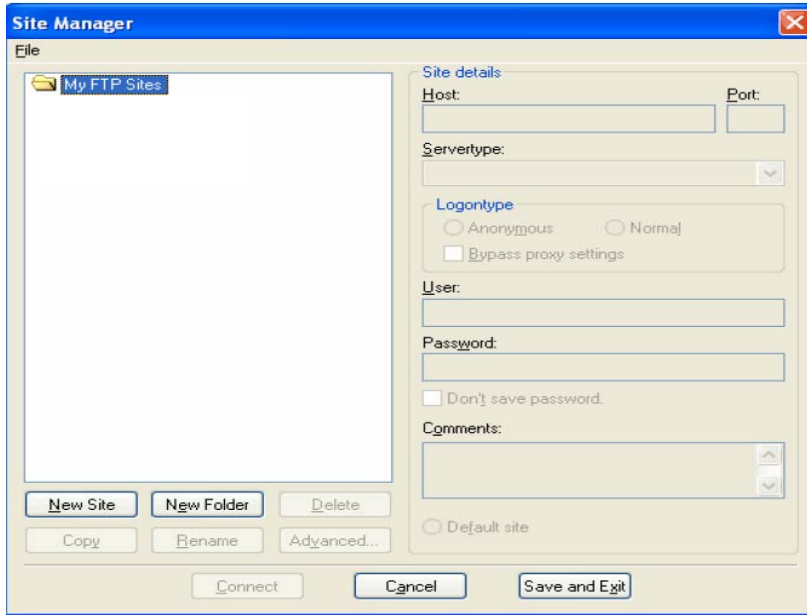 Site Manager
File
My FTP Sites
Site details
Host:
Port:
Servertype:
Logontype
Anonymous
Normal
Bypass proxy settings
User:
Password:
Don't save password.
Comments:
Default site
New Site
New Folder
Delete
Copy
Rename
Advanced...
Connect
Cancel
Save and Exit